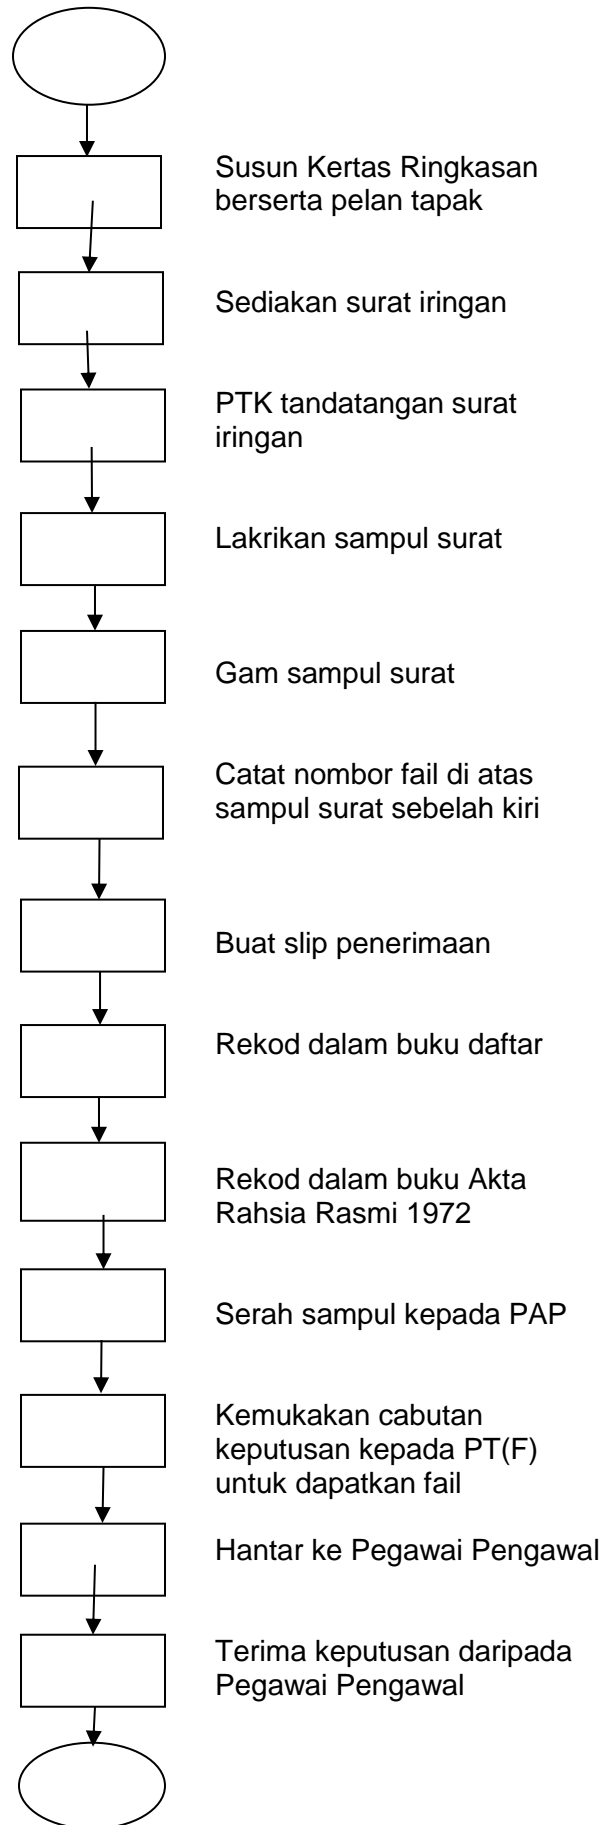 Susun Kertas Ringkasan
berserta pelan tapak
Sediakan surat iringan
PTK tandatangan surat
iringan
Lakrikan sampul surat
Gam sampul surat
Catat nombor fail di atas
sampul surat sebelah kiri
Buat slip penerimaan
Rekod dalam buku daftar
Rekod dalam buku Akta
Rahsia Rasmi 1972
Serah sampul kepada PAP
Kemukakan cabutan
keputusan kepada PT(F)
untuk dapatkan fail
Hantar ke Pegawai Pengawal
Terima keputusan daripada
Pegawai Pengawal